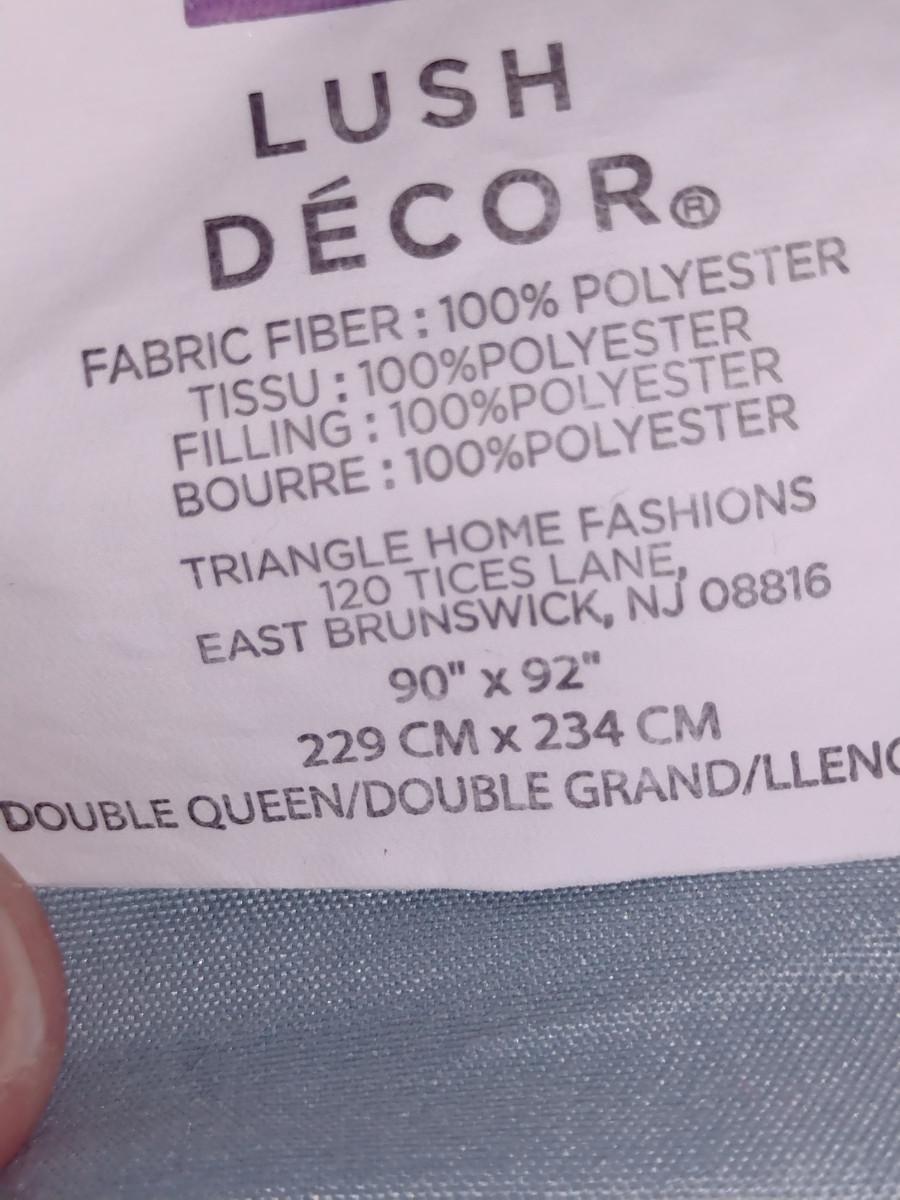 LUSH
DÉCOR®
FABRIC FIBER : 100% POLYESTER
TISSU : 100%POLYESTER
FILLING : 100%POLYESTER
BOURRE : 100%POLYESTER
TRIANGLE HOME FASHIONS
120 TICES LANE,
EAST BRUNSWICK, NJ 08816
90" x 92"
229 CM x 234 CM
DOUBLE QUEEN/DOUBLE GRAND/